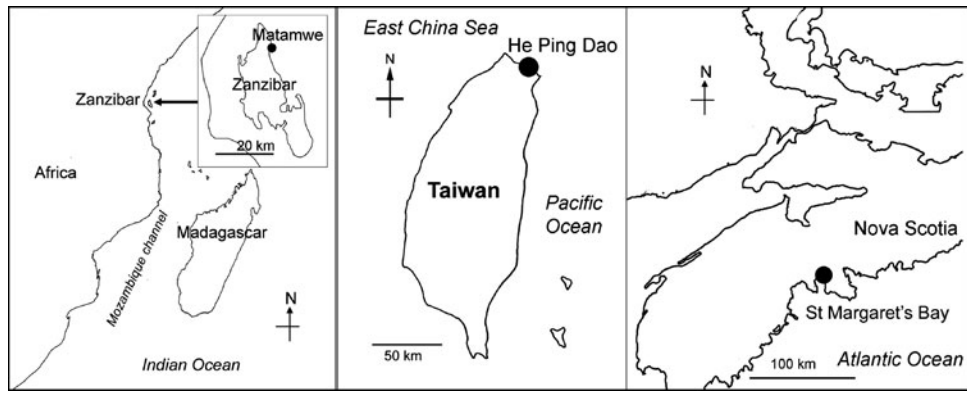 Matamwe
Zanzibar
Zanzibar
20 km
Africa
Madagascar
Mozambique channel
N
Indian Ocean
East China Sea
He Ping Dao
N
Taiwan
Pacific
Ocean
50 km
N
Nova Scotia
St Margaret's Bay
100 km
Atlantic Ocean